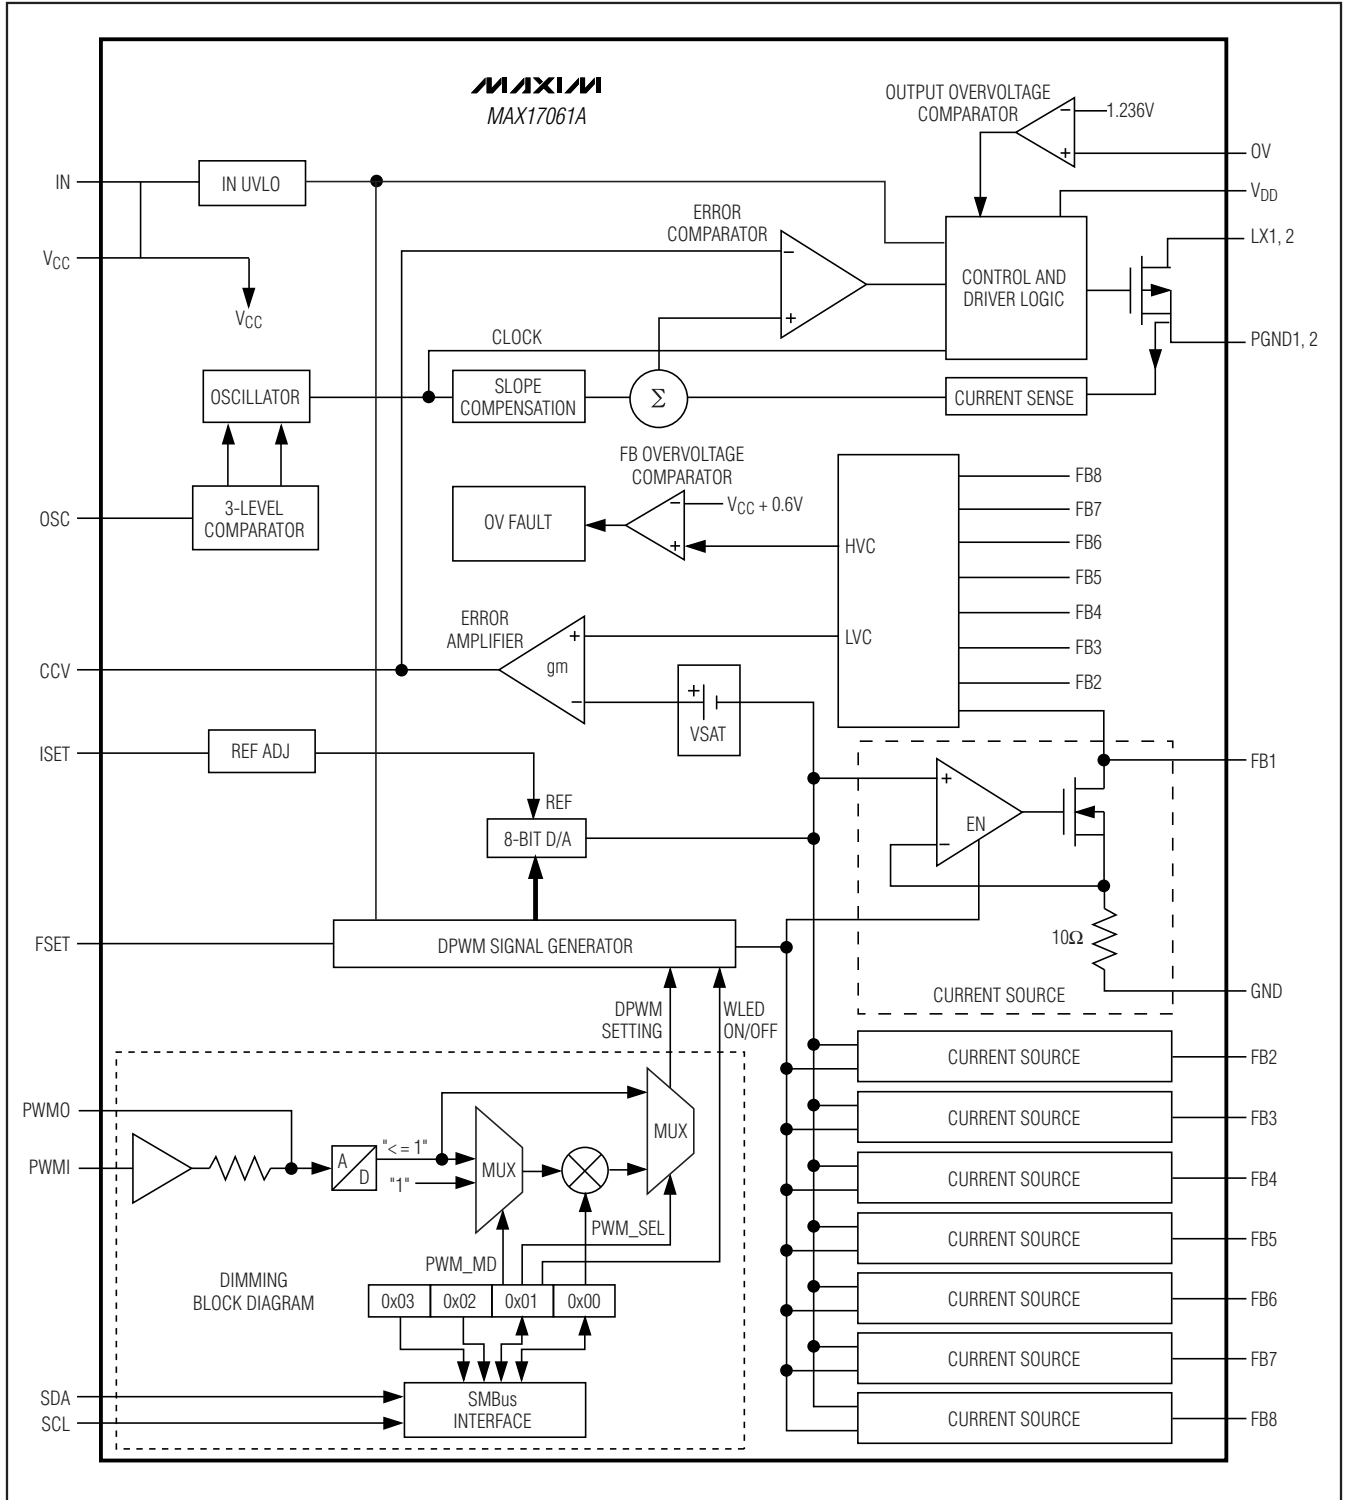 MAXIM
MAX17061A
OUTPUT OVERVOLTAGE
COMPARATOR
−
1.236V
+
OV
IN
IN UVLO
VDD
ERROR
COMPARATOR
LX1, 2
VCC
−
CONTROL AND
DRIVER LOGIC
VCC
+
CLOCK
PGND1, 2
OSCILLATOR
SLOPE
COMPENSATION
Σ
CURRENT SENSE
FB OVERVOLTAGE
COMPARATOR
FB8
OSC
3-LEVEL
COMPARATOR
OV FAULT
−
VCC + 0.6V
FB7
+
HVC
FB6
FB5
ERROR
AMPLIFIER
FB4
+
LVC
FB3
CCV
gm
FB2
−
+
VSAT
ISET
REF ADJ
FB1
REF
+
8-BIT D/A
EN
−
FSET
DPWM SIGNAL GENERATOR
10Ω
CURRENT SOURCE
GND
DPWM
SETTING
WLED
ON/OFF
CURRENT SOURCE
FB2
PWMO
CURRENT SOURCE
FB3
MUX
PWMI
A
D
"< = 1"
"1"
MUX
CURRENT SOURCE
FB4
PWM_SEL
CURRENT SOURCE
FB5
PWM_MD
DIMMING
BLOCK DIAGRAM
0x03
0x02
0x01
0x00
CURRENT SOURCE
FB6
CURRENT SOURCE
FB7
SDA
SCL
SMBus
INTERFACE
CURRENT SOURCE
FB8